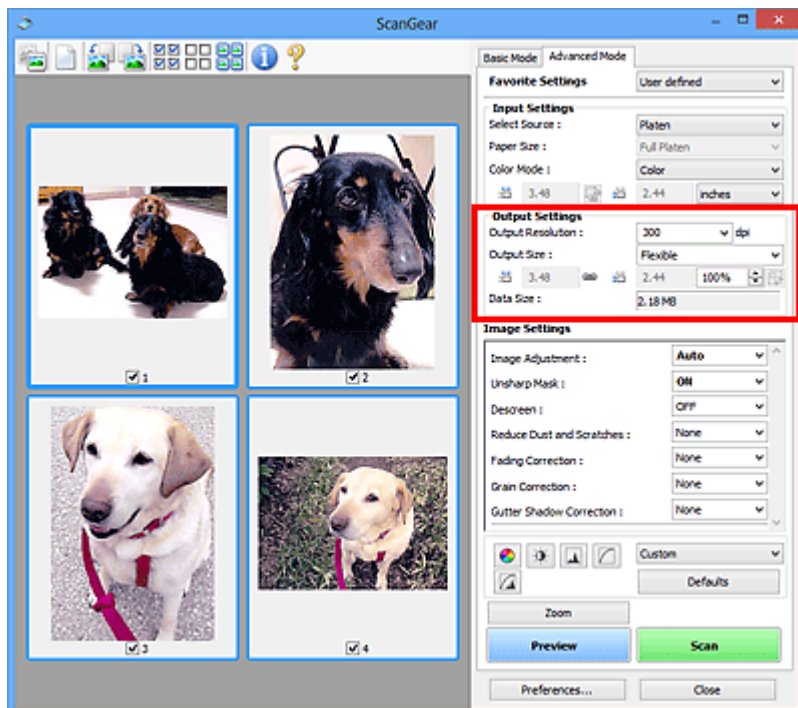 ScanGear
Basic Mode Advanced Mode
Favorite Settings User defined
Input Settings
Select Source : Platen
Paper Size : Full Platen
Color Mode : Color
3.48 2.44 inches
Output Settings
Output Resolution : 300 dpi
Output Size : Flexible
3.48 2.44 100%
Data Size : 2.18 MB
Image Settings
Image Adjustment : Auto
Unsharp Mask : ON
Descreen : OFF
Reduce Dust and Scratches : None
Fading Correction : None
Grain Correction : None
Gutter Shadow Correction : None
Custom
Defaults
Zoom
Preview Scan
Preferences... Close
1
2
3
4